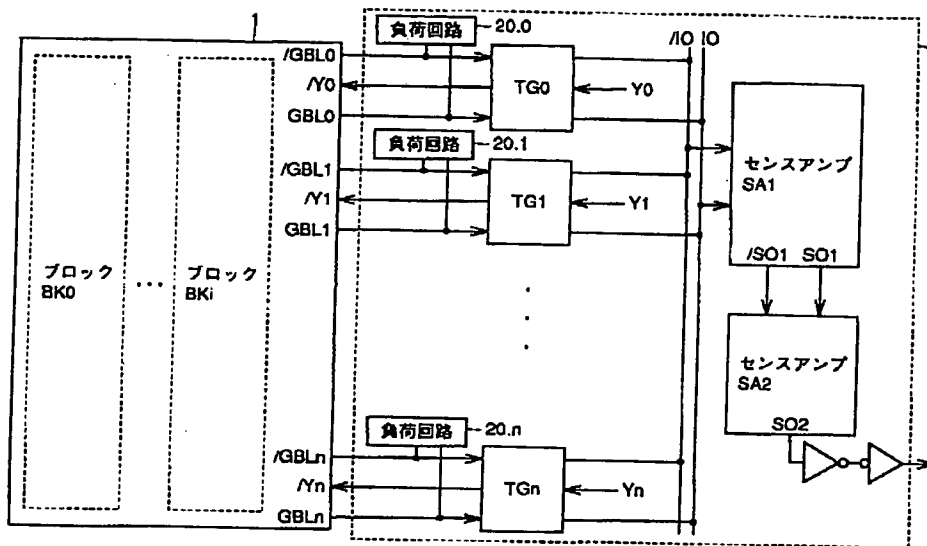 1
負荷回路 20.0
/GBL0
/Y0
GBL0
TG0
Y0
/IO IO
負荷回路 20.1
/GBL1
/Y1
GBL1
TG1
Y1
センスアンプ
SA1
/SO1 SO1
ブロック
BK0
...
ブロック
BKi
センスアンプ
SA2
SO2
負荷回路 20.n
/GBLn
/Yn
GBLn
TGn
Yn